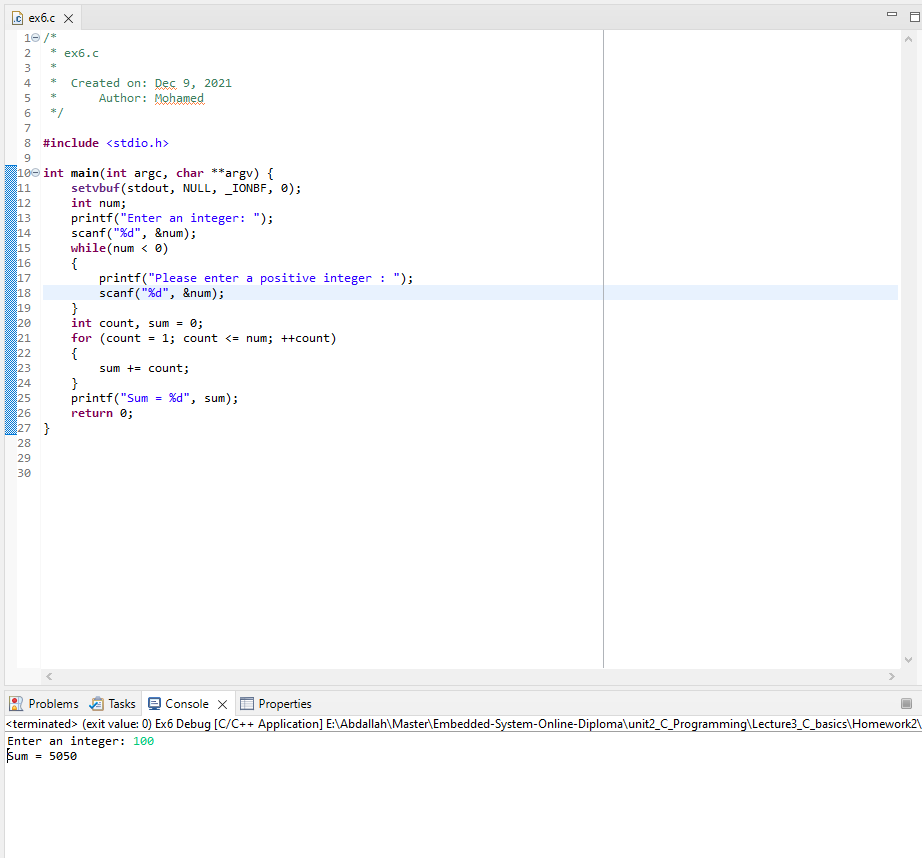 ex6.c
1 /*
2  * ex6.c
3  *
4  *  Created on: Dec 9, 2021
5  *      Author: Mohamed
6  */
7
8 #include <stdio.h>
9
10 int main(int argc, char **argv) {
11     setvbuf(stdout, NULL, _IONBF, 0);
12     int num;
13     printf("Enter an integer: ");
14     scanf("%d", &num);
15     while(num < 0)
16     {
17         printf("Please enter a positive integer : ");
18         scanf("%d", &num);
19     }
20     int count, sum = 0;
21     for (count = 1; count <= num; ++count)
22     {
23         sum += count;
24     }
25     printf("Sum = %d", sum);
26     return 0;
27 }
28
29
30
Problems Tasks Console Properties
<terminated> (exit value: 0) Ex6 Debug [C/C++ Application] E:\Abdallah\Master\Embedded-System-Online-Diploma\unit2_C_Programming\Lecture3_C_basics\Homework2\
Enter an integer: 100
Sum = 5050